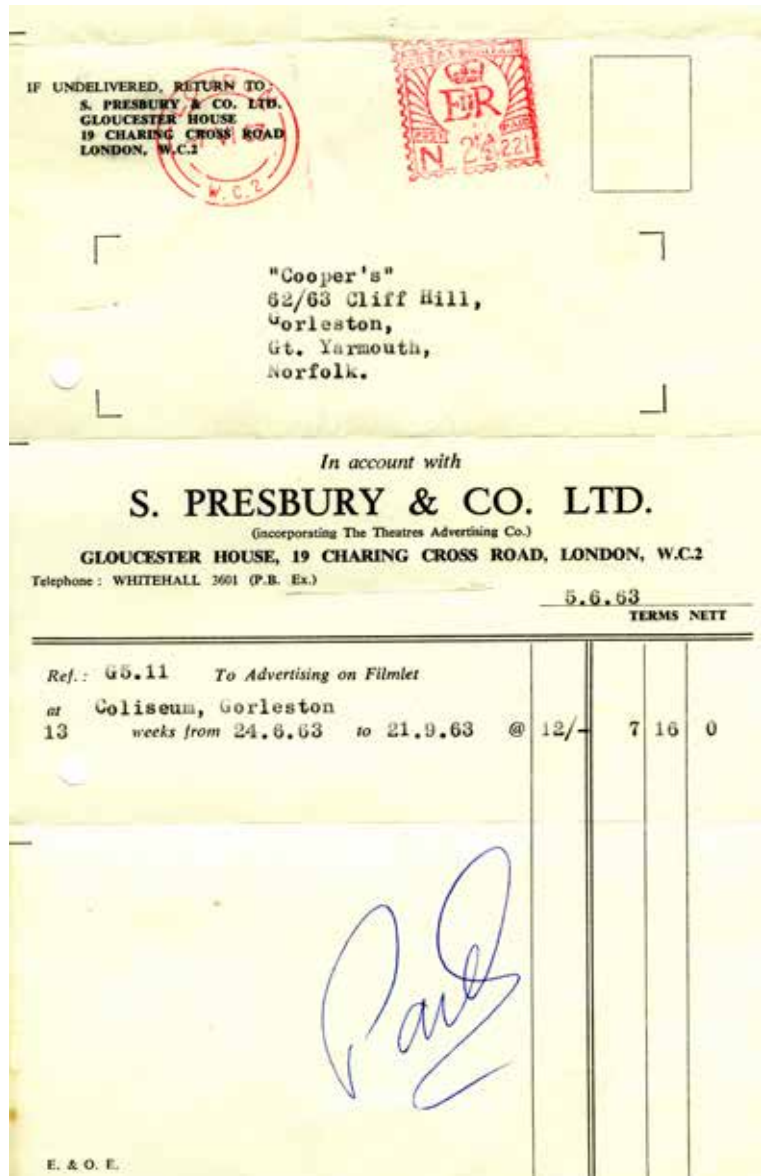 IF UNDELIVERED, RETURN TO:
S. PRESBURY & CO. LTD.
GLOUCESTER HOUSE
19 CHARING CROSS ROAD
LONDON, W.C.2
W.C.2
E II R
POST PAID
N 221
"Cooper's"
62/63 Cliff Hill,
Gorleston,
Gt. Yarmouth,
Norfolk.
In account with
S. PRESBURY & CO. LTD.
(incorporating The Theatres Advertising Co.)
GLOUCESTER HOUSE, 19 CHARING CROSS ROAD, LONDON, W.C.2
Telephone : WHITEHALL 3601 (P.B. Ex.)
5.6.63
TERMS NETT
Ref.: G5.11 To Advertising on Filmlet
at Coliseum, Gorleston
13 weeks from 24.6.63 to 21.9.63 @ 12/- 7 16 0
Paid
E. & O. E.